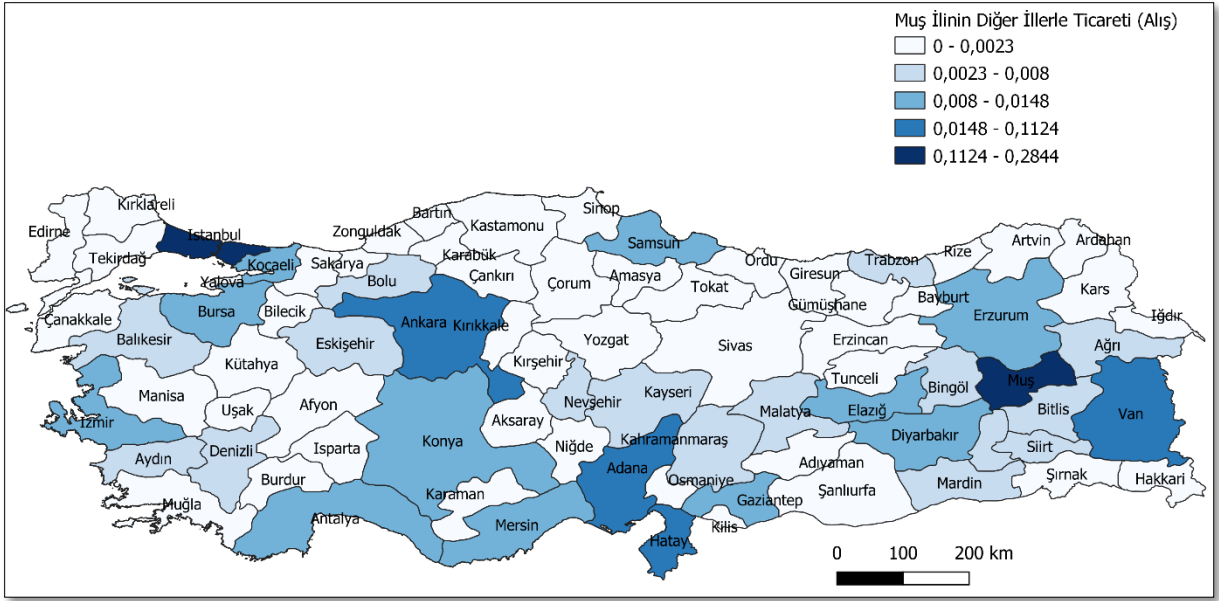 Muş İlinin Diğer İllerle Ticareti (Alış)
0 - 0,0023
0,0023 - 0,008
0,008 - 0,0148
0,0148 - 0,1124
0,1124 - 0,2844
Kırklareli
Edirne
Tekirdağ
İstanbul
Kocaeli
Yalova
Sakarya
Zonguldak
Bartın
Kastamonu
Karabük
Sinop
Samsun
Ordu
Giresun
Trabzon
Rize
Artvin
Ardahan
Kars
Iğdır
Çanakkale
Balıkesir
Bursa
Bilecik
Bolu
Çankırı
Çorum
Amasya
Tokat
Gümüşhane
Bayburt
Erzurum
Ağrı
Kütahya
Eskişehir
Ankara
Kırıkkale
Kırşehir
Yozgat
Sivas
Erzincan
Tunceli
Bingöl
Muş
Bitlis
Van
Manisa
Uşak
Afyon
İzmir
Aydın
Denizli
Isparta
Burdur
Konya
Aksaray
Nevşehir
Kayseri
Niğde
Malatya
Elazığ
Diyarbakır
Siirt
Mardin
Şırnak
Hakkari
Muğla
Antalya
Karaman
Mersin
Adana
Kahramanmaraş
Osmaniye
Hatay
Gaziantep
Kilis
Adıyaman
Şanlıurfa
0 100 200 km